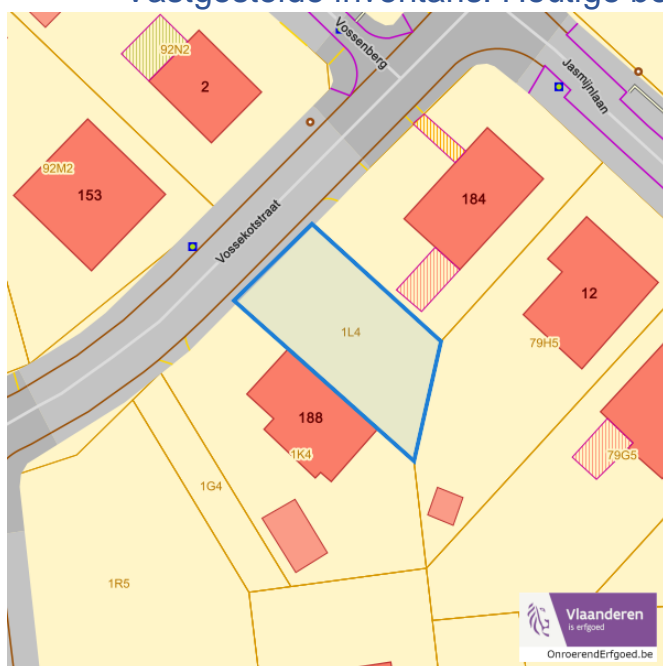 92N2
2
Vossenberg
Jasmijnlaan
92M2
153
184
Vossekotstraat
12
1L4
79H5
188
1K4
79G5
1G4
1R5
Vlaanderen
is erfgoed
OnroerendErfgoed.be